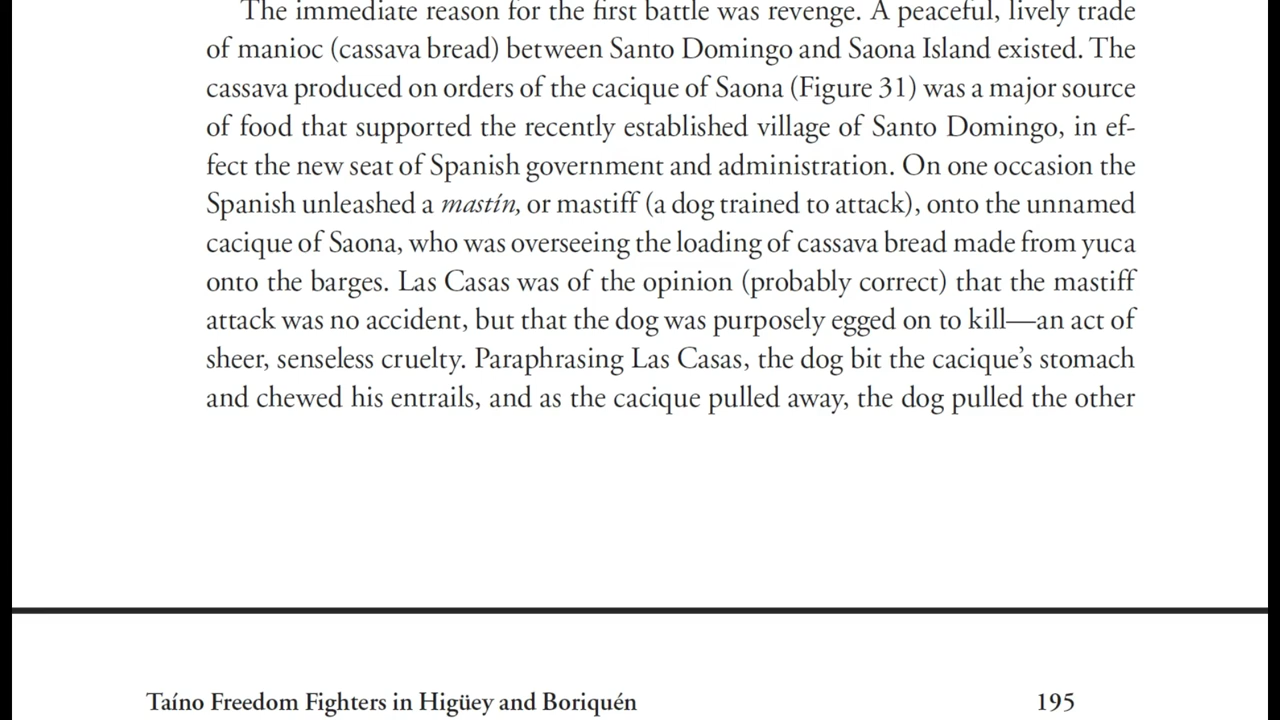 The immediate reason for the first battle was revenge. A peaceful, lively trade
of manioc (cassava bread) between Santo Domingo and Saona Island existed. The
cassava produced on orders of the cacique of Saona (Figure 31) was a major source
of food that supported the recently established village of Santo Domingo, in ef-
fect the new seat of Spanish government and administration. On one occasion the
Spanish unleashed a mastín, or mastiff (a dog trained to attack), onto the unnamed
cacique of Saona, who was overseeing the loading of cassava bread made from yuca
onto the barges. Las Casas was of the opinion (probably correct) that the mastiff
attack was no accident, but that the dog was purposely egged on to kill—an act of
sheer, senseless cruelty. Paraphrasing Las Casas, the dog bit the cacique’s stomach
and chewed his entrails, and as the cacique pulled away, the dog pulled the other
Taíno Freedom Fighters in Higüey and Boriquén 195